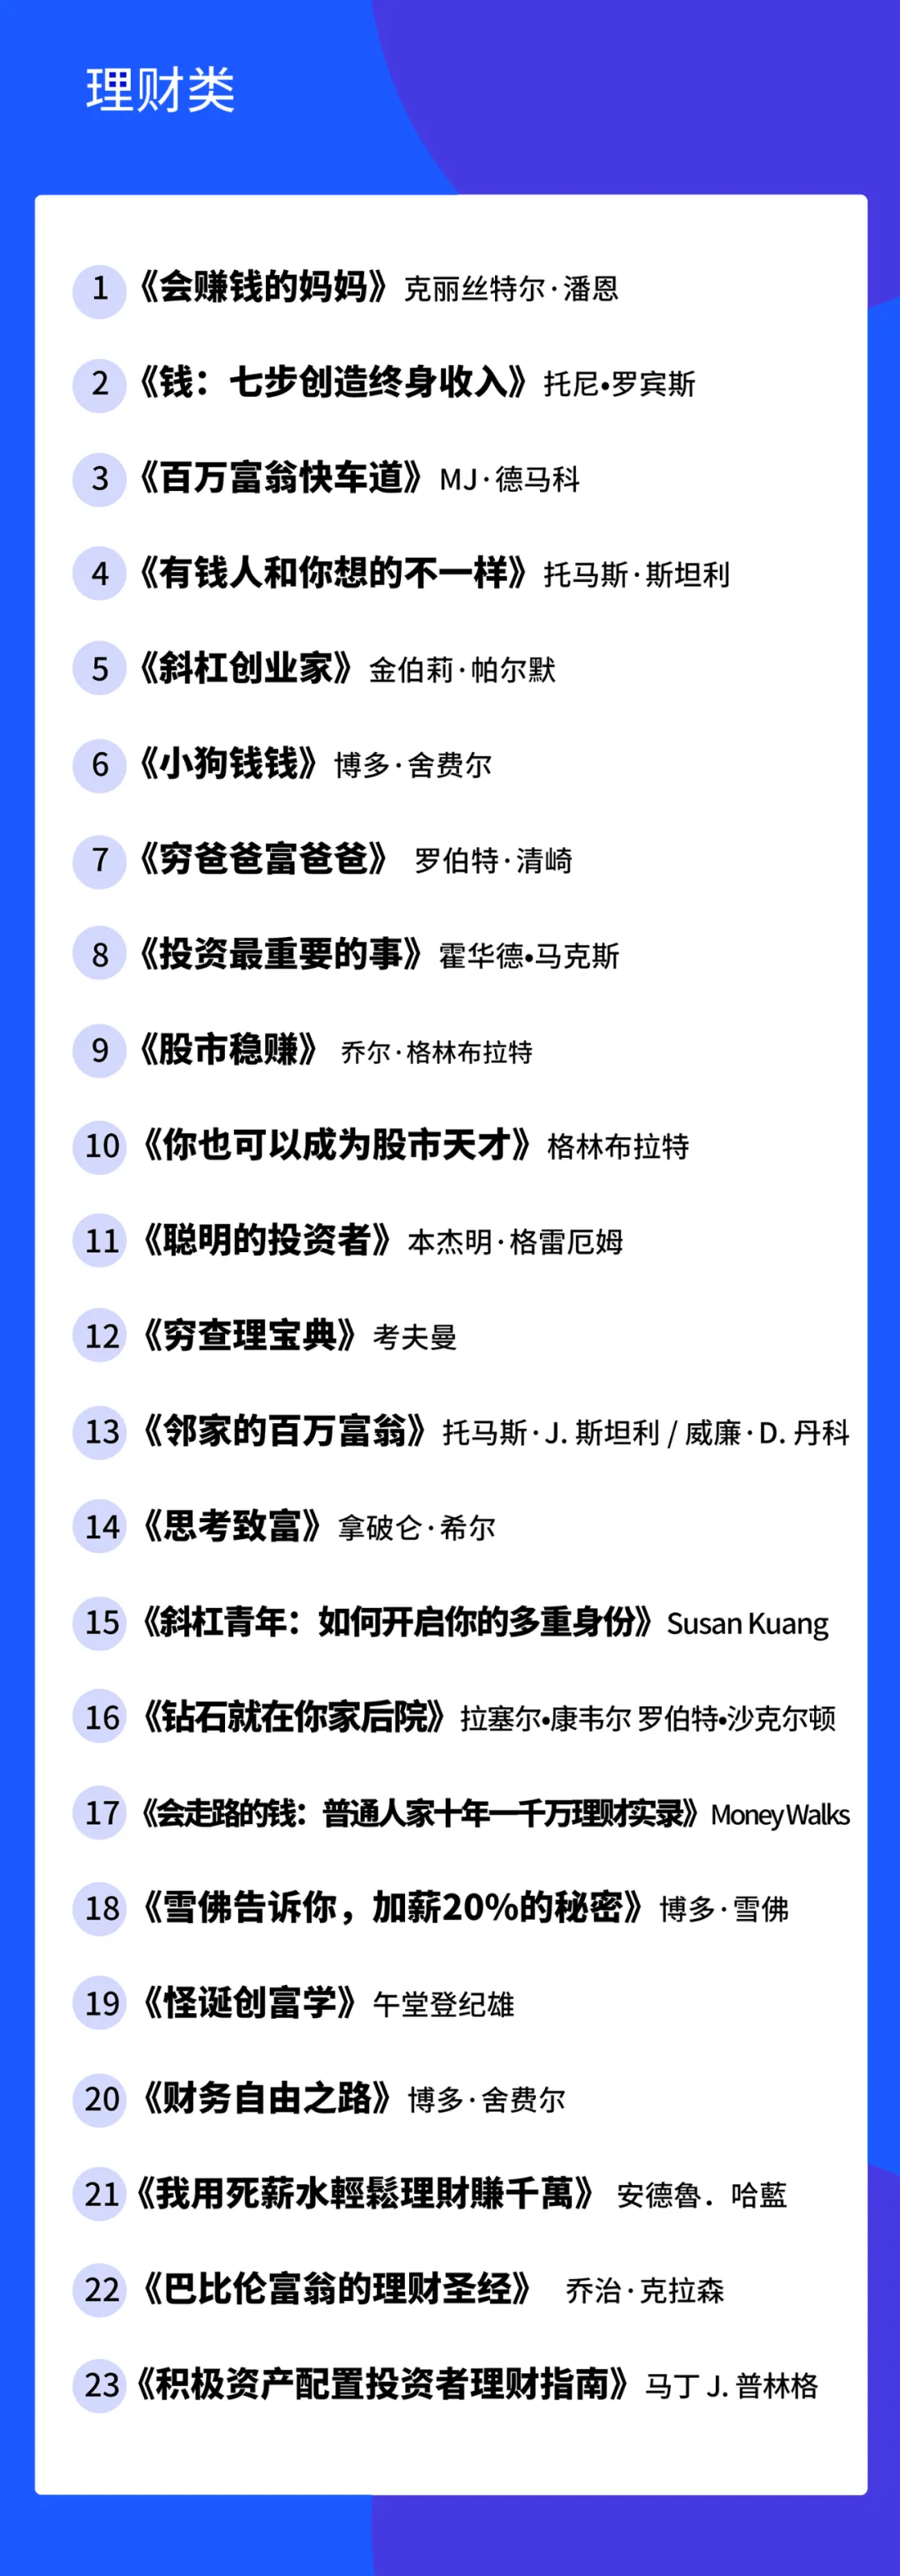 理财类
1 《会赚钱的妈妈》克丽丝特尔·潘恩
2 《钱：七步创造终身收入》托尼•罗宾斯
3 《百万富翁快车道》MJ·德马科
4 《有钱人和你想的不一样》托马斯·斯坦利
5 《斜杠创业家》金伯莉·帕尔默
6 《小狗钱钱》博多·舍费尔
7 《穷爸爸富爸爸》 罗伯特·清崎
8 《投资最重要的事》霍华德•马克斯
9 《股市稳赚》 乔尔·格林布拉特
10 《你也可以成为股市天才》格林布拉特
11 《聪明的投资者》本杰明·格雷厄姆
12 《穷查理宝典》考夫曼
13 《邻家的百万富翁》托马斯·J. 斯坦利 / 威廉·D. 丹科
14 《思考致富》拿破仑·希尔
15 《斜杠青年：如何开启你的多重身份》Susan Kuang
16 《钻石就在你家后院》拉塞尔•康韦尔 罗伯特•沙克尔顿
17 《会走路的钱：普通人家十年一千万理财实录》Money Walks
18 《雪佛告诉你，加薪20%的秘密》博多·雪佛
19 《怪诞创富学》午堂登纪雄
20 《财务自由之路》博多·舍费尔
21 《我用死薪水輕鬆理財賺千萬》 安德魯．哈藍
22 《巴比伦富翁的理财圣经》 乔治·克拉森
23 《积极资产配置投资者理财指南》马丁 J. 普林格